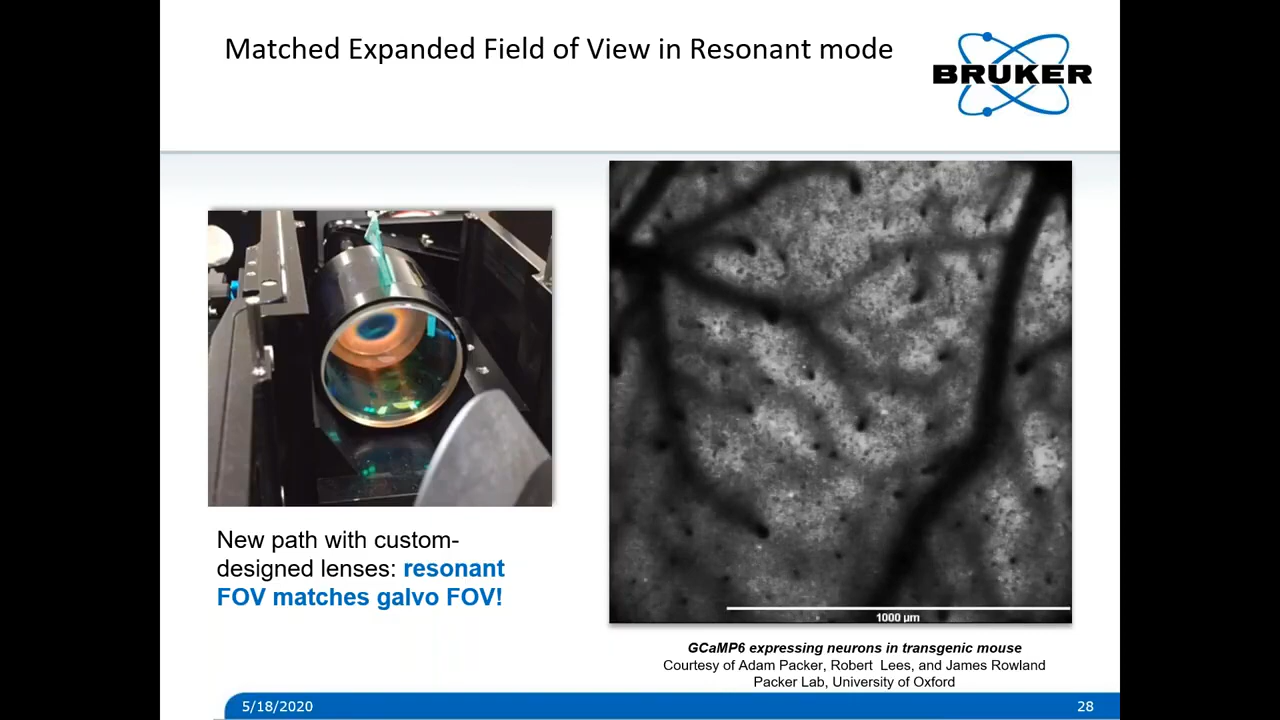 Matched Expanded Field of View in Resonant mode
BRUKER
New path with custom-
designed lenses: resonant
FOV matches galvo FOV!
1000 µm
GCaMP6 expressing neurons in transgenic mouse
Courtesy of Adam Packer, Robert Lees, and James Rowland
Packer Lab, University of Oxford
5/18/2020
28